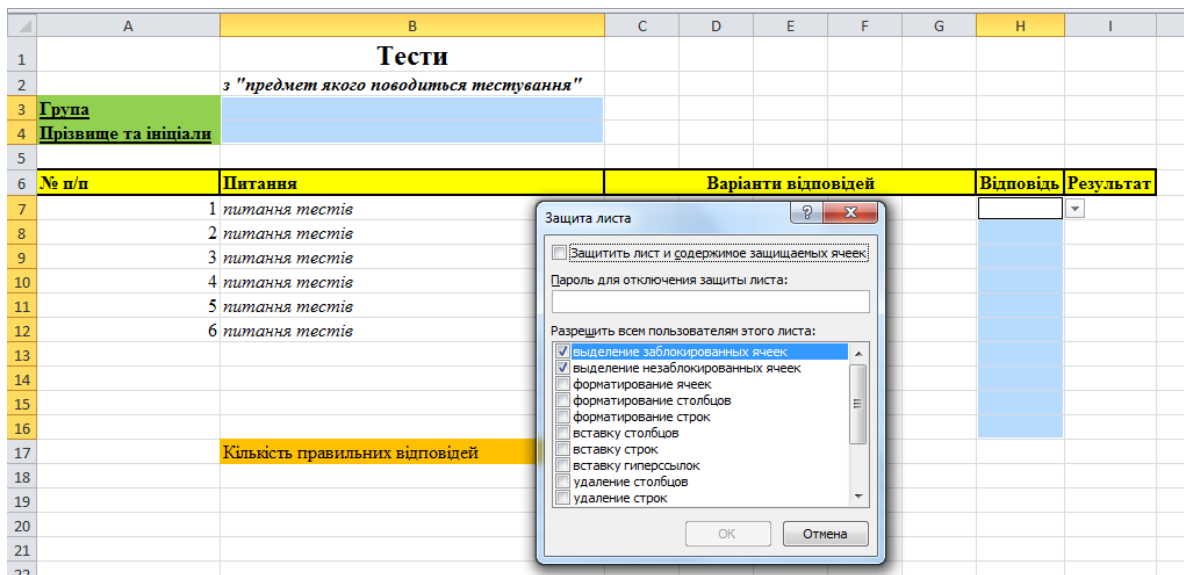 A B C D E F G H I
1 Тести
2 з "предмет якого поводиться тестування"
3 Група
4 Прізвище та ініціали
5
6 № п/п Питання Варіанти відповідей Відповідь Результат
7 1 питання тестів
8 2 питання тестів
9 3 питання тестів
10 4 питання тестів
11 5 питання тестів
12 6 питання тестів
13
14
15
16
17 Кількість правильних відповідей
18
19
20
21
22
Защита листа
Защитить лист и содержимое защищаемых ячеек
Пароль для отключения защиты листа:
Разрешить всем пользователям этого листа:
выделение заблокированных ячеек
выделение незаблокированных ячеек
форматирование ячеек
форматирование столбцов
форматирование строк
вставку столбцов
вставку строк
вставку гиперссылок
удаление столбцов
удаление строк
ОК Отмена